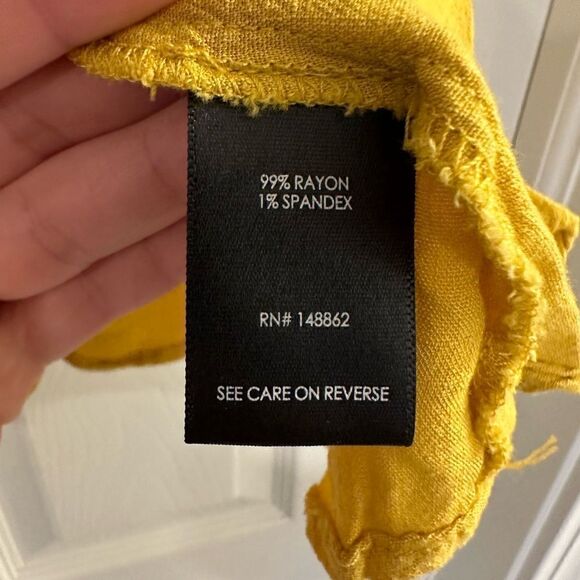 99% RAYON
1% SPANDEX
RN# 148862
SEE CARE ON REVERSE